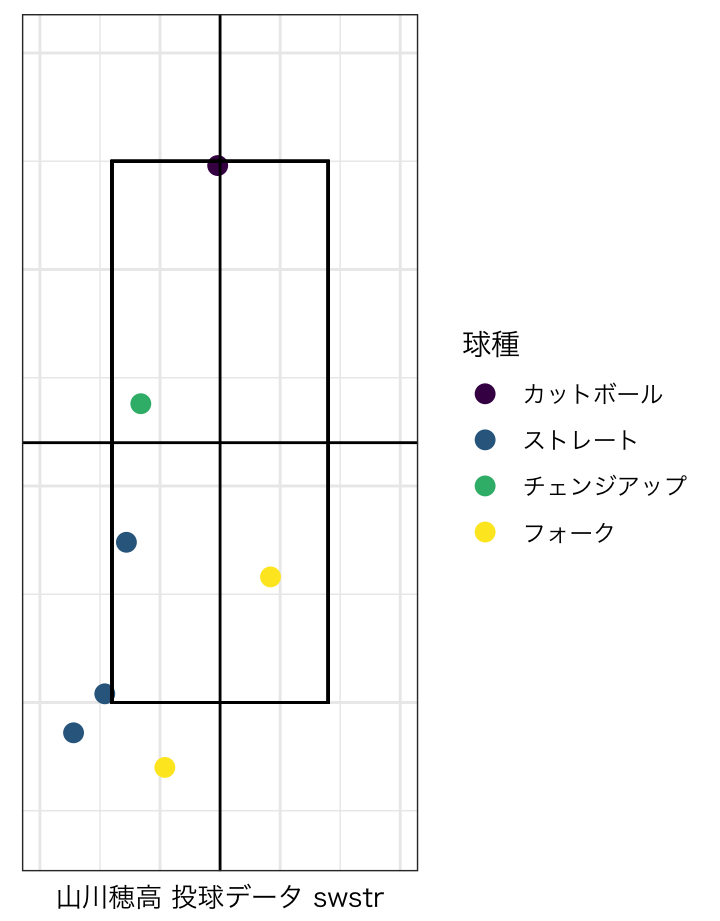 球種
カットボール
ストレート
チェンジアップ
フォーク
山川穂高 投球データ swstr